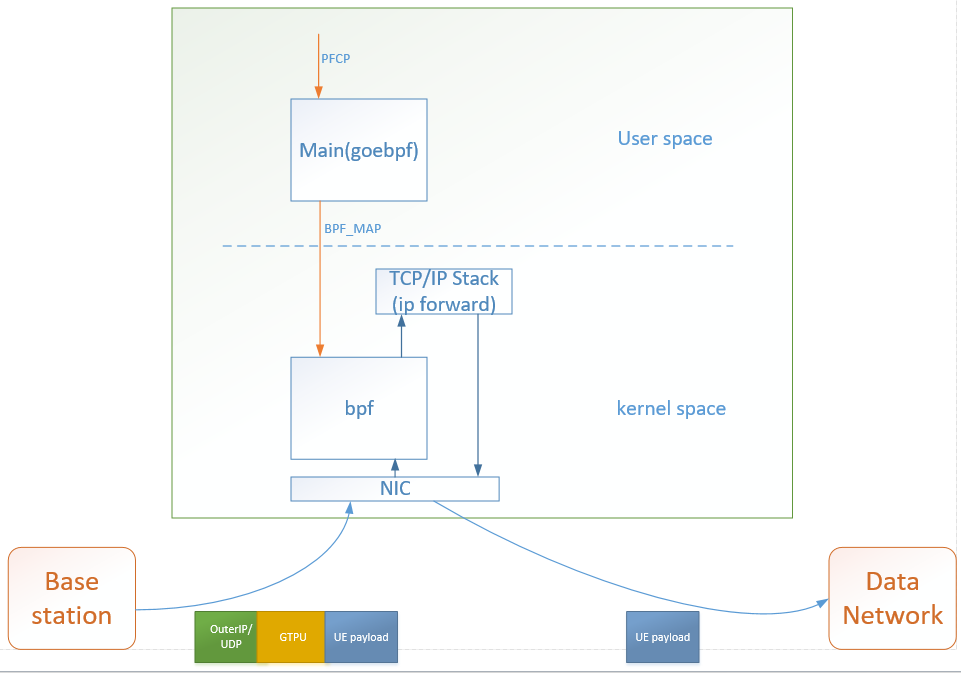 PFCP
Main(goebpf)
User space
BPF_MAP
TCP/IP Stack
(ip forward)
bpf
kernel space
NIC
Base
station
Data
Network
OuterIP/
UDP
GTPU
UE payload
UE payload